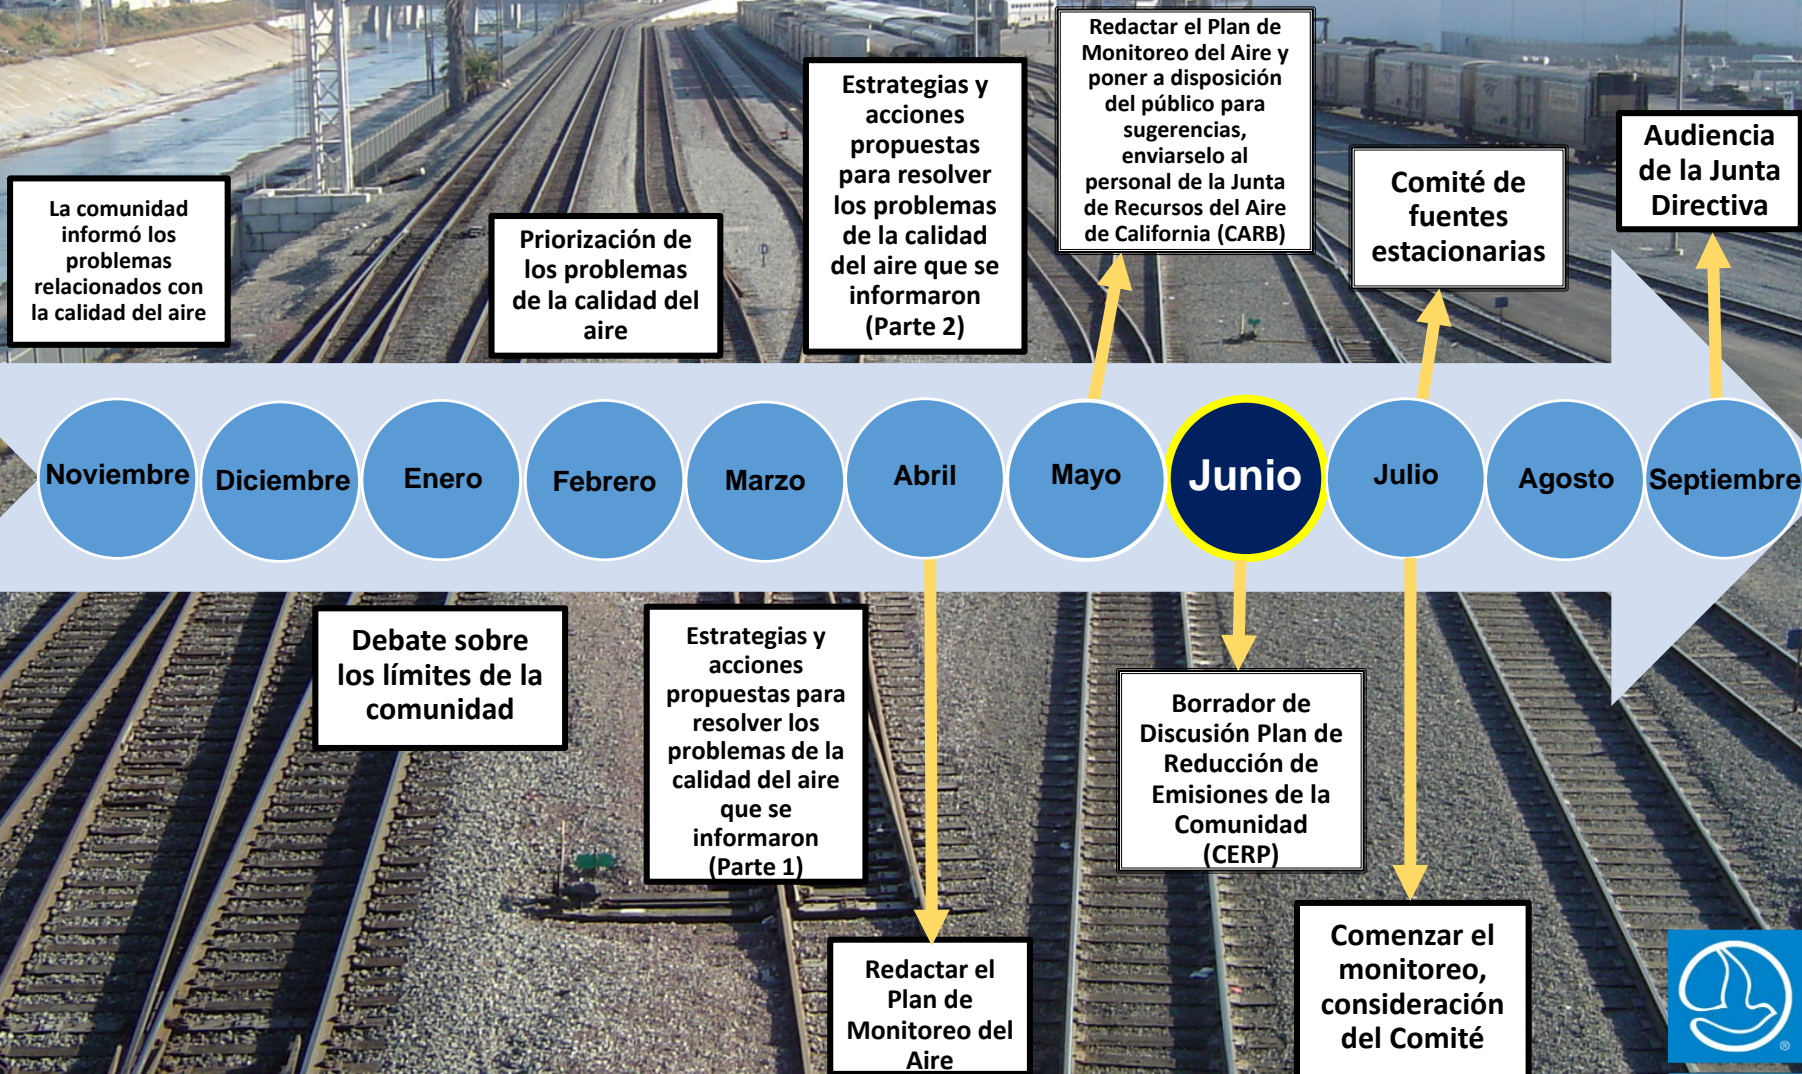 La comunidad
informó los
problemas
relacionados con
la calidad del aire
Priorización de
los problemas
de la calidad del
aire
Estrategias y
acciones
propuestas
para resolver
los problemas
de la calidad
del aire que se
informaron
(Parte 2)
Redactar el Plan de
Monitoreo del Aire y
poner a disposición
del público para
sugerencias,
enviarselo al
personal de la Junta
de Recursos del Aire
de California (CARB)
Comité de
fuentes
estacionarias
Audiencia
de la Junta
Directiva
Noviembre
Diciembre
Enero
Febrero
Marzo
Abril
Mayo
Junio
Julio
Agosto
Septiembre
Debate sobre
los límites de la
comunidad
Estrategias y
acciones
propuestas para
resolver los
problemas de la
calidad del aire
que se
informaron
(Parte 1)
Redactar el
Plan de
Monitoreo del
Aire
Borrador de
Discusión Plan de
Reducción de
Emisiones de la
Comunidad
(CERP)
Comenzar el
monitoreo,
consideración
del Comité
®